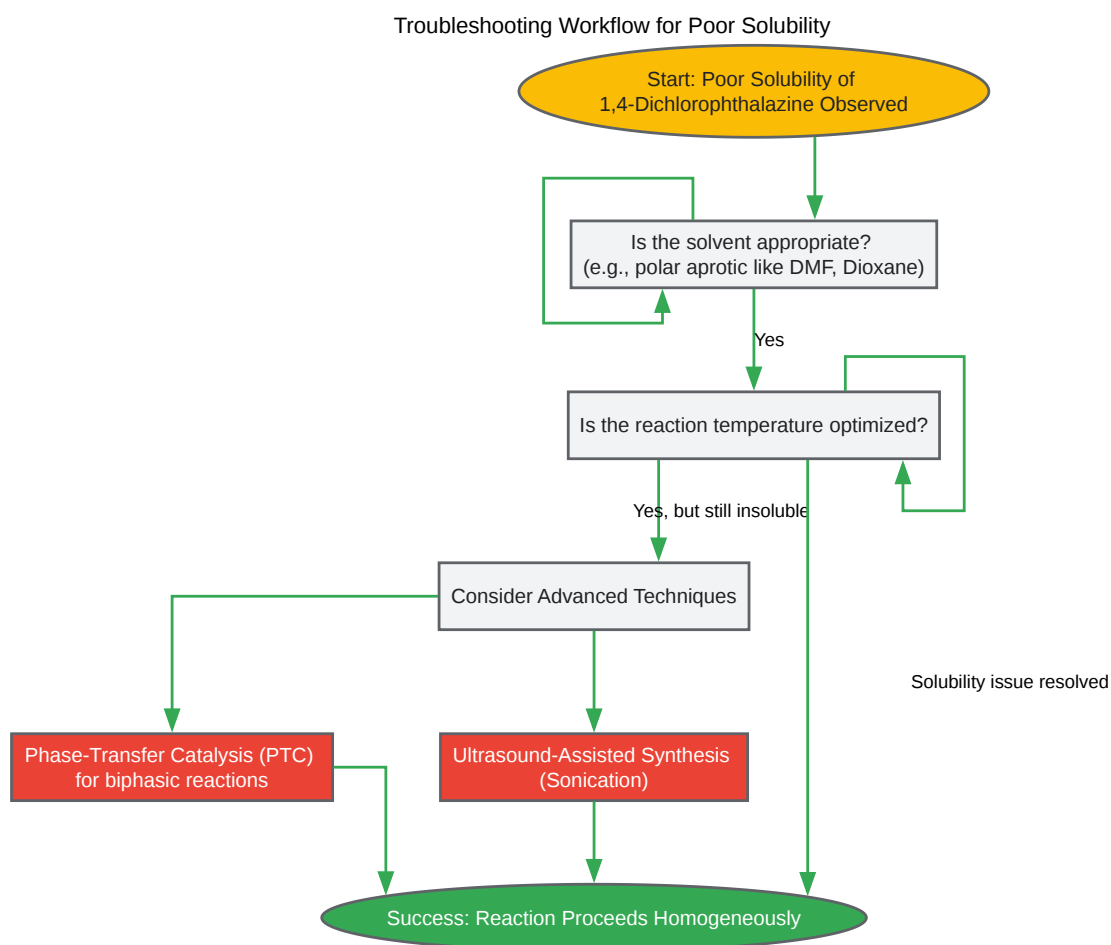 Troubleshooting Workflow for Poor Solubility
Start: Poor Solubility of
1,4-Dichlorophthalazine Observed
Is the solvent appropriate?
(e.g., polar aprotic like DMF, Dioxane)
Yes
Is the reaction temperature optimized?
Yes, but still insoluble
Consider Advanced Techniques
Solubility issue resolved
Phase-Transfer Catalysis (PTC)
for biphasic reactions
Ultrasound-Assisted Synthesis
(Sonication)
Success: Reaction Proceeds Homogeneously